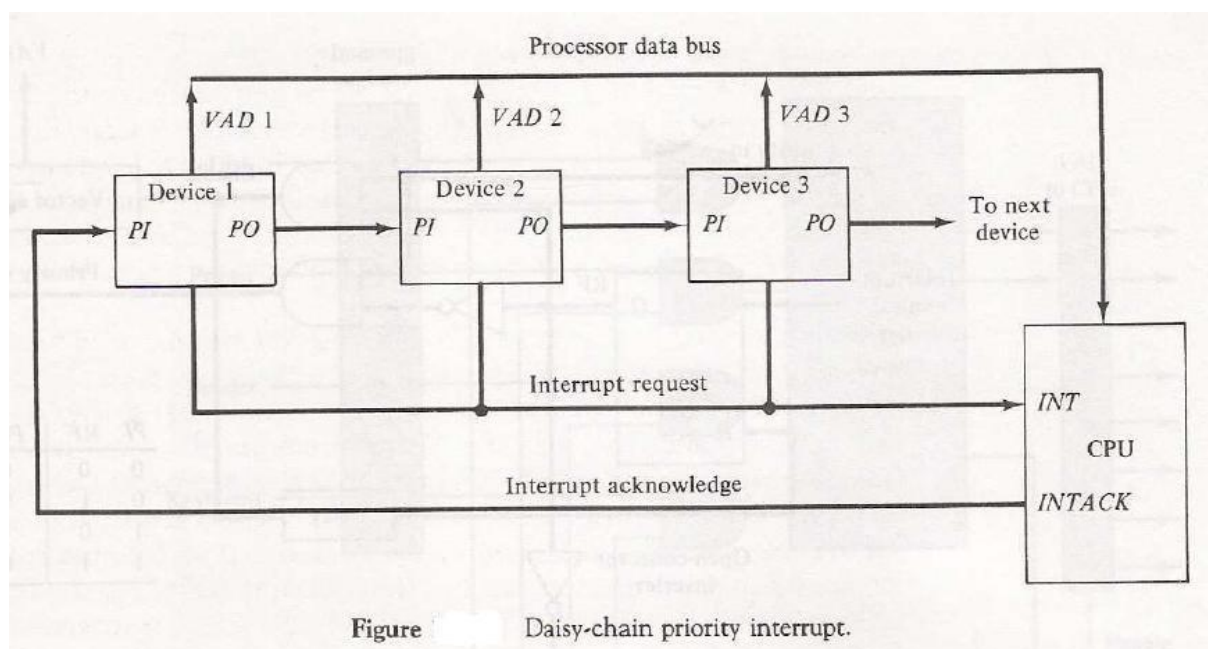 Processor data bus
VAD 1
VAD 2
VAD 3
Device 1
PI PO
Device 2
PI PO
Device 3
PI PO
To next
device
Interrupt request
INT
CPU
Interrupt acknowledge
INTACK
Figure Daisy-chain priority interrupt.